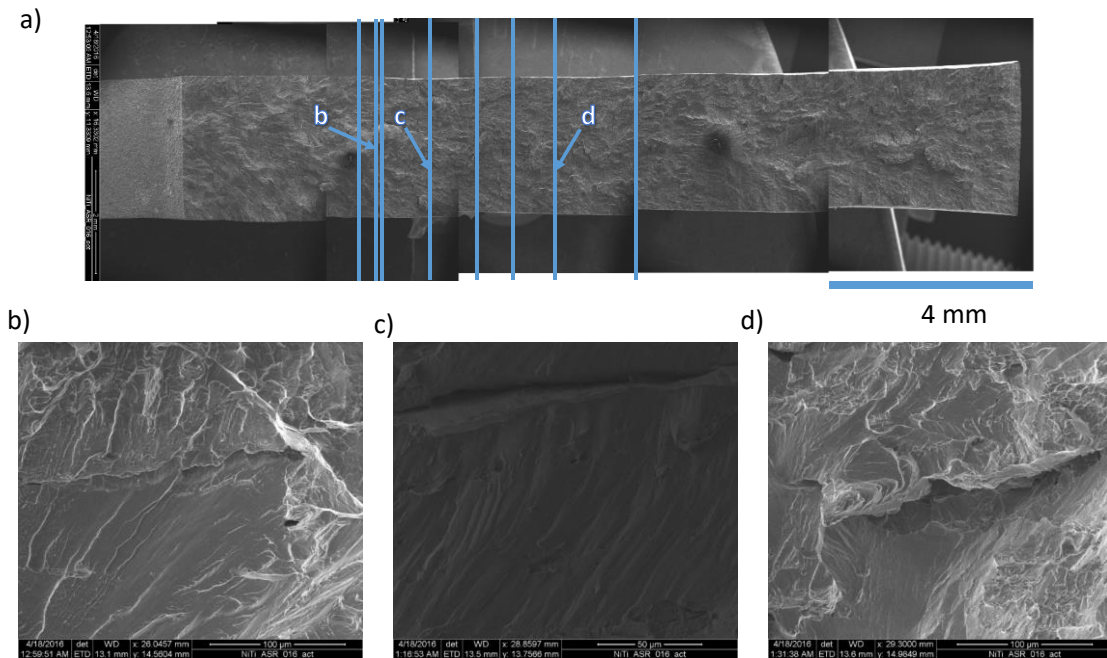 a)
b
c
d
4 mm
b)
c)
d)
4/18/2016 det WD x: 26.0457 mm
12:59:51 AM ETD 13.1 mm y: 14.5604 mm
100 µm
NiTi_ASR_016_act
4/18/2016 det WD x: 28.8597 mm
1:16:53 AM ETD 13.5 mm y: 13.7566 mm
50 µm
NiTi_ASR_016_act
4/18/2016 det WD x: 29.3000 mm
1:31:38 AM ETD 13.6 mm y: 14.9849 mm
100 µm
NiTi_ASR_016_act